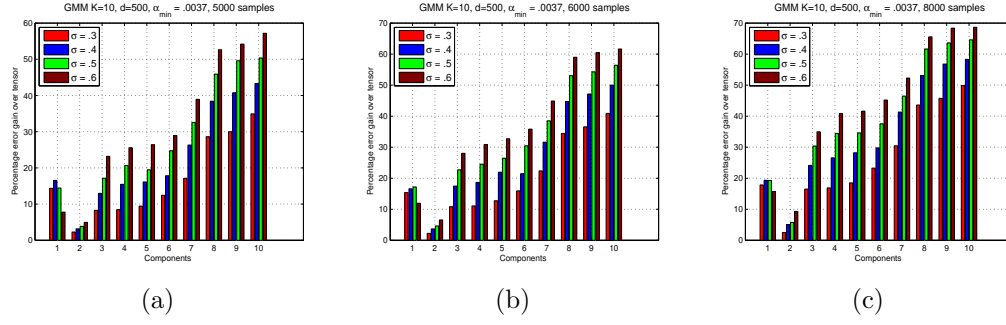 GMM K=10, d=500, α_min = .0037, 5000 samples
60
50
40
30
20
10
0
Percentage error gain over tensor
σ = .3
σ = .4
σ = .5
σ = .6
1 2 3 4 5 6 7 8 9 10
Components
(a)
GMM K=10, d=500, α_min = .0037, 6000 samples
70
60
50
40
30
20
10
0
Percentage error gain over tensor
σ = .3
σ = .4
σ = .5
σ = .6
1 2 3 4 5 6 7 8 9 10
Components
(b)
GMM K=10, d=500, α_min = .0037, 8000 samples
70
60
50
40
30
20
10
0
Percentage error gain over tensor
σ = .3
σ = .4
σ = .5
σ = .6
1 2 3 4 5 6 7 8 9 10
Components
(c)